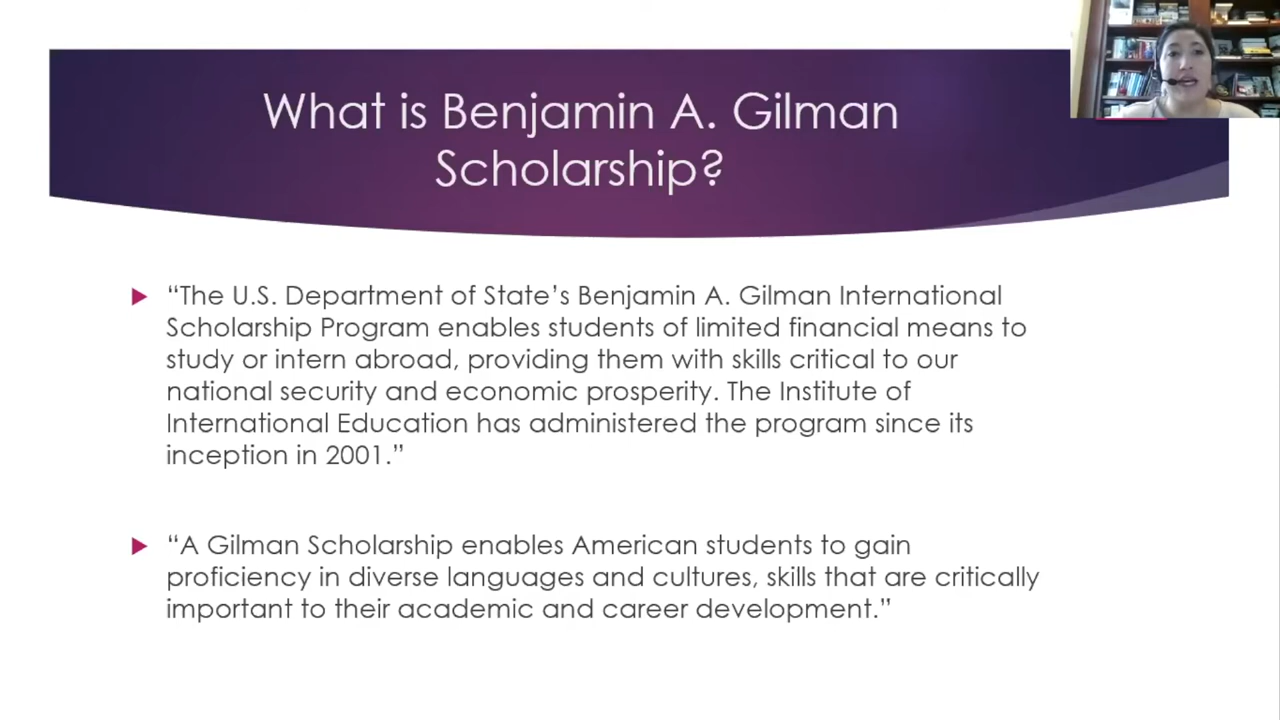 What is Benjamin A. Gilman
Scholarship?
“The U.S. Department of State’s Benjamin A. Gilman International
Scholarship Program enables students of limited financial means to
study or intern abroad, providing them with skills critical to our
national security and economic prosperity. The Institute of
International Education has administered the program since its
inception in 2001.”
“A Gilman Scholarship enables American students to gain
proficiency in diverse languages and cultures, skills that are critically
important to their academic and career development.”